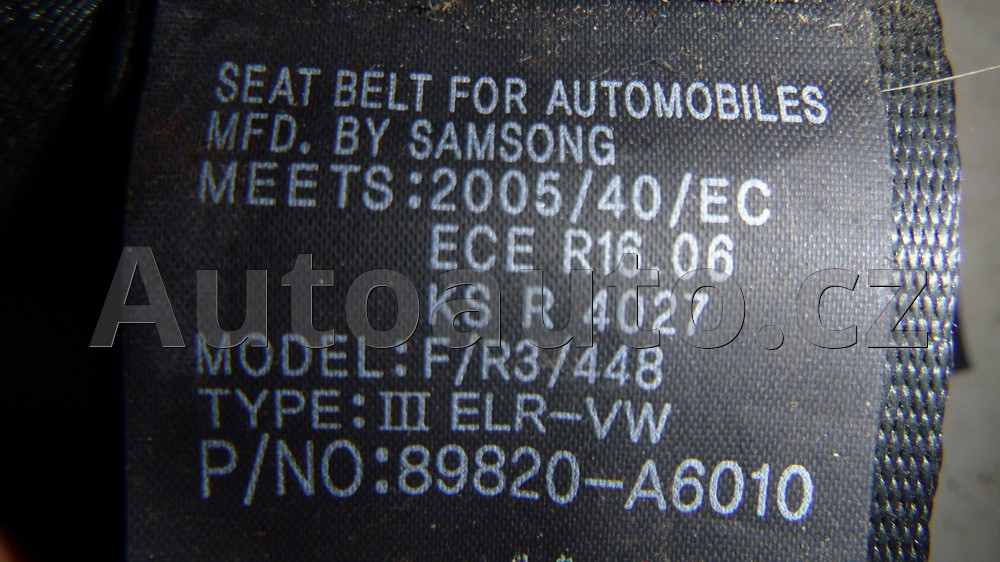 SEAT BELT FOR AUTOMOBILES
MFD. BY SAMSONG
MEETS:2005/40/EC
ECE R16 06
KS R 4027
Autoauto.cz
MODEL:F/R3/448
TYPE:III ELR-VW
P/NO:89820-A6010